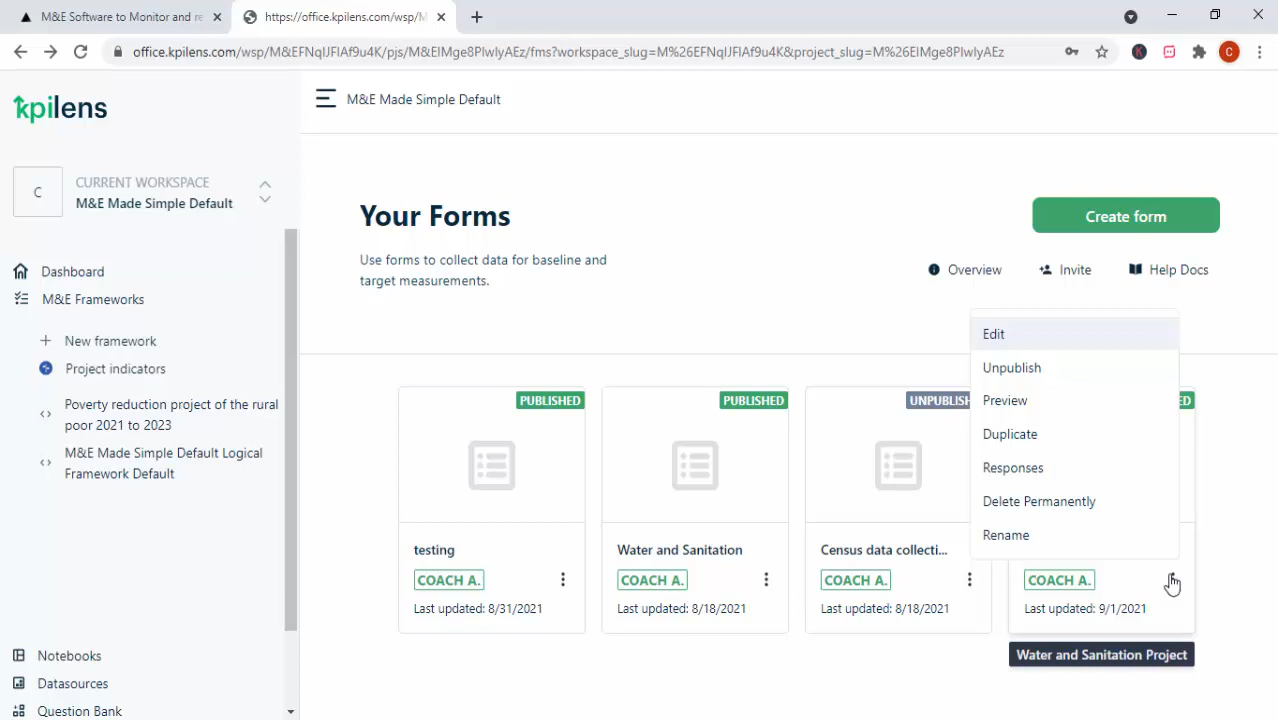 M&E Software to Monitor and re
https://office.kpilens.com/wsp/M
office.kpilens.com/wsp/M&EFNqIJFlAf9u4K/pjs/M&EIMge8PIwlyAEz/fms?workspace_slug=M%26EFNqIJFlAf9u4K&project_slug=M%26EIMge8PIwlyAEz
K
C
kpilens
M&E Made Simple Default
C
CURRENT WORKSPACE
M&E Made Simple Default
Dashboard
M&E Frameworks
New framework
Project indicators
Poverty reduction project of the rural
poor 2021 to 2023
M&E Made Simple Default Logical
Framework Default
Notebooks
Datasources
Question Bank
Your Forms
Create form
Use forms to collect data for baseline and
target measurements.
Overview
Invite
Help Docs
Edit
Unpublish
Preview
Duplicate
Responses
Delete Permanently
Rename
PUBLISHED
testing
COACH A.
Last updated: 8/31/2021
PUBLISHED
Water and Sanitation
COACH A.
Last updated: 8/18/2021
UNPUBLISH
Census data collecti...
COACH A.
Last updated: 8/18/2021
ED
COACH A.
Last updated: 9/1/2021
Water and Sanitation Project